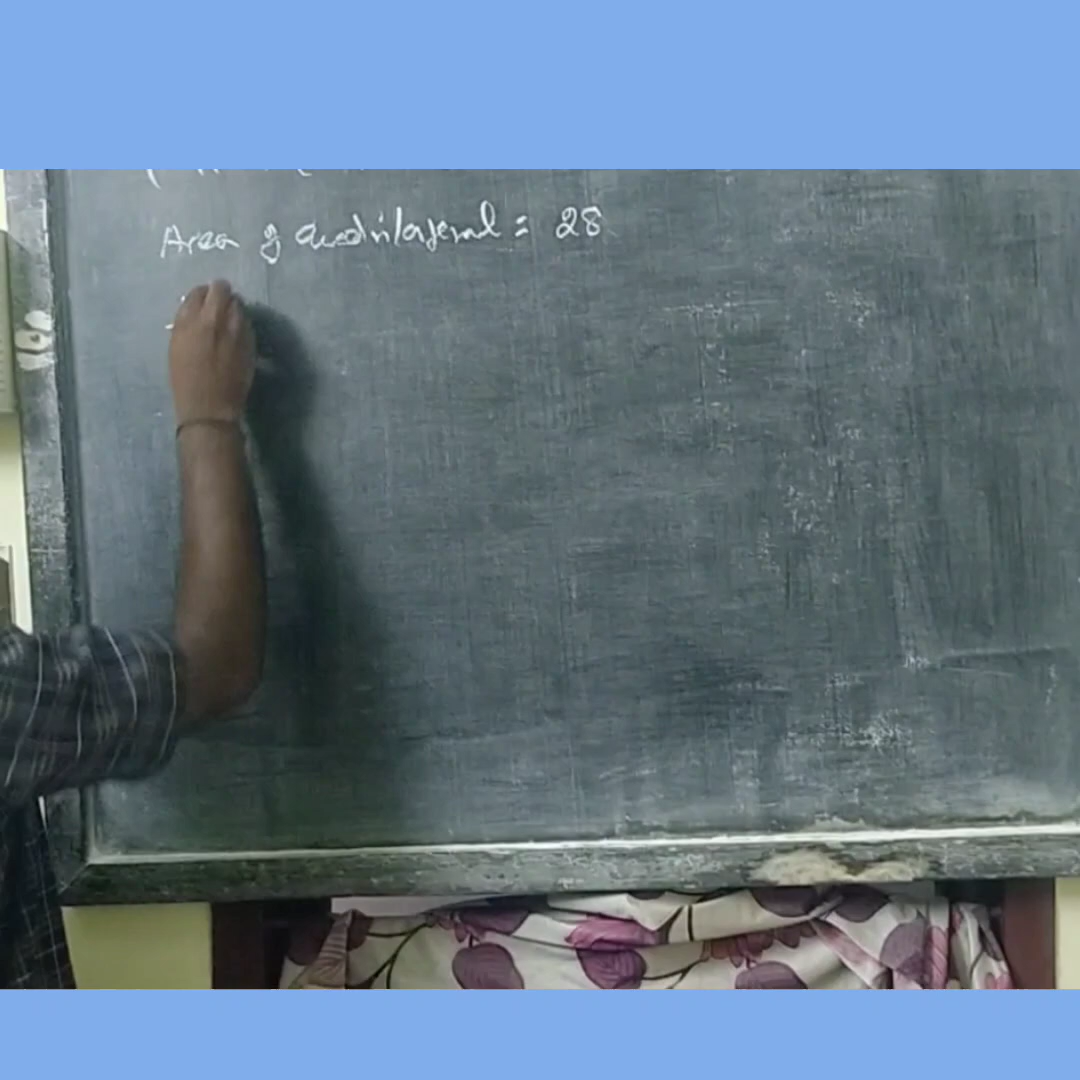 Area of Quadrilateral = 28